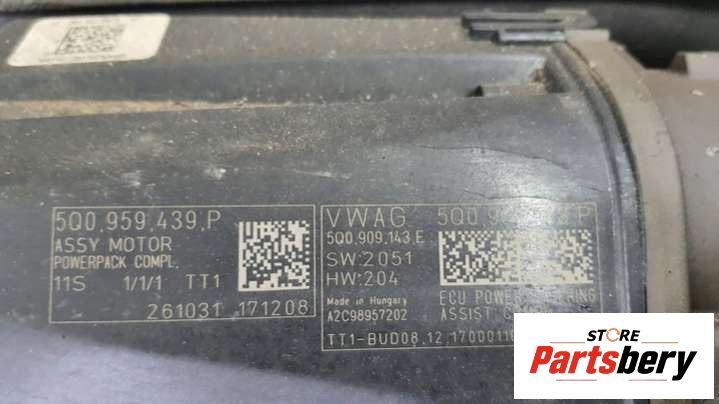 5Q0.959.439.P
ASSY MOTOR
POWERPACK COMPL.
11S 1/1/1 TT1
261031 171208
VWAG
5Q0.909.143.E
SW:2051
HW:204
Made in Hungary
A2C98957202
ECU POWER
ASSIST
STORE
Partsbery